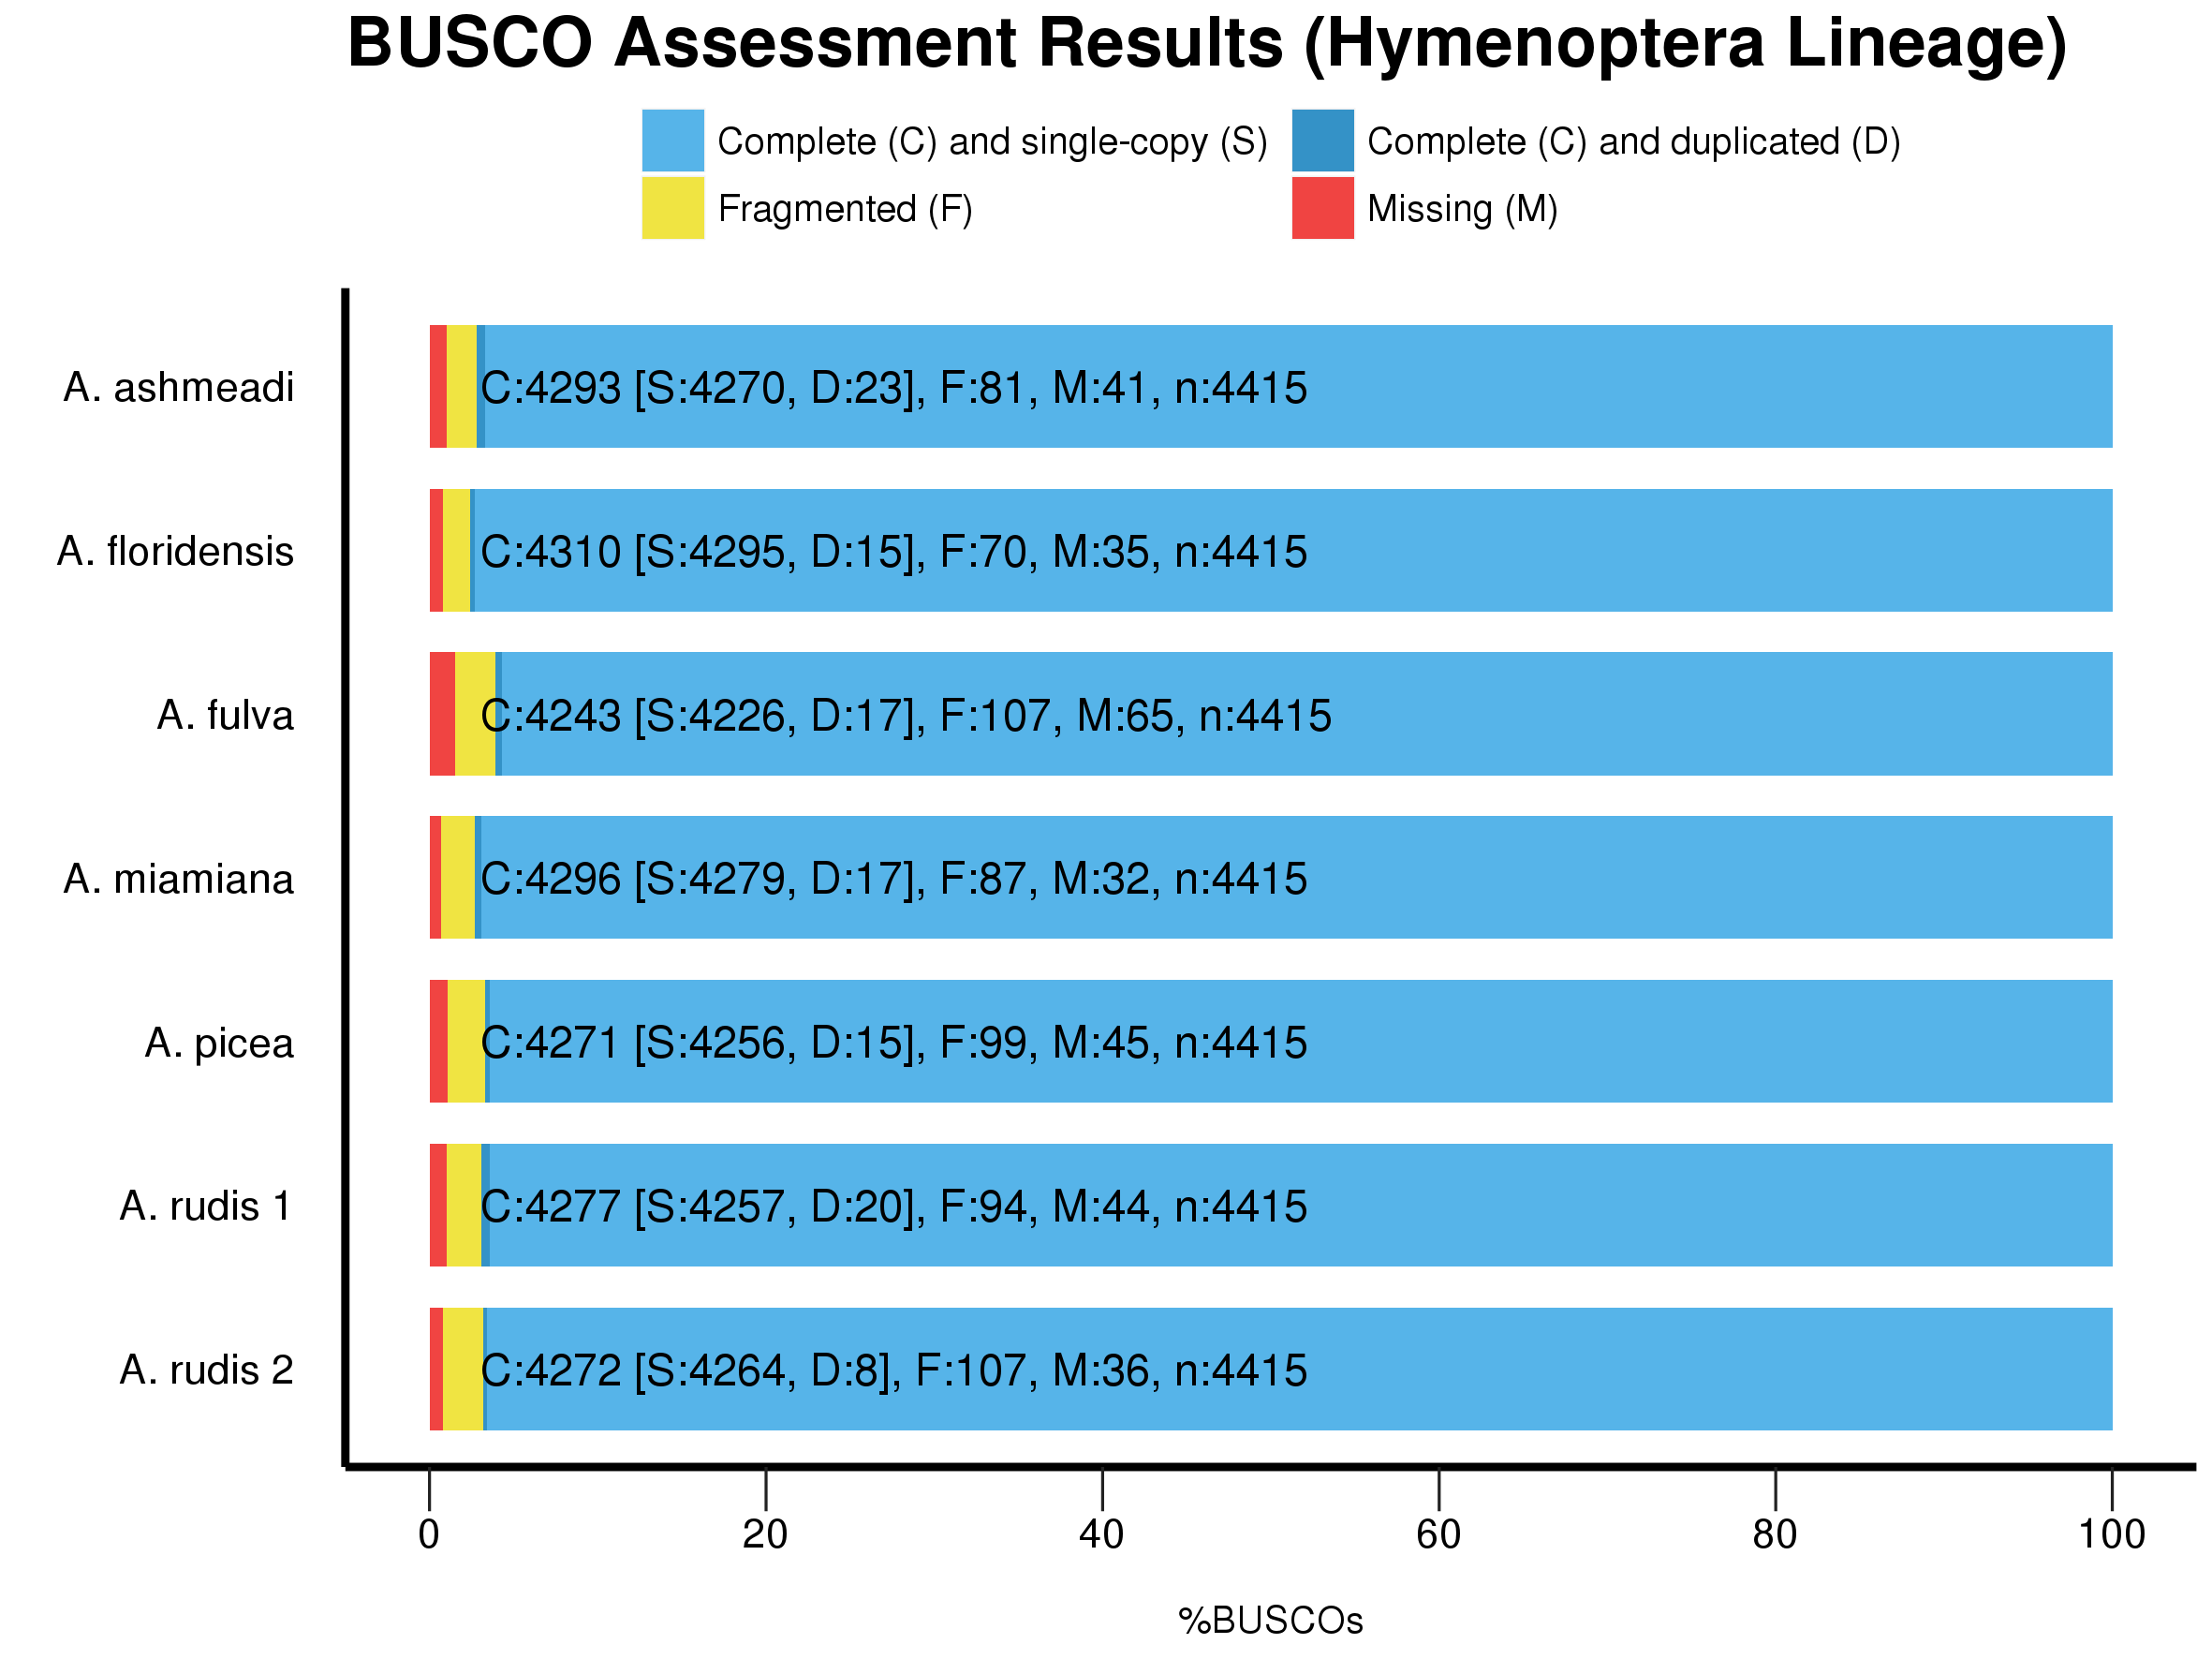 BUSCO Assessment Results (Hymenoptera Lineage)
Complete (C) and single-copy (S) Complete (C) and duplicated (D)
Fragmented (F) Missing (M)
A. ashmeadi C:4293 [S:4270, D:23], F:81, M:41, n:4415
A. floridensis C:4310 [S:4295, D:15], F:70, M:35, n:4415
A. fulva C:4243 [S:4226, D:17], F:107, M:65, n:4415
A. miamiana C:4296 [S:4279, D:17], F:87, M:32, n:4415
A. picea C:4271 [S:4256, D:15], F:99, M:45, n:4415
A. rudis 1 C:4277 [S:4257, D:20], F:94, M:44, n:4415
A. rudis 2 C:4272 [S:4264, D:8], F:107, M:36, n:4415
0 20 40 60 80 100
%BUSCOs